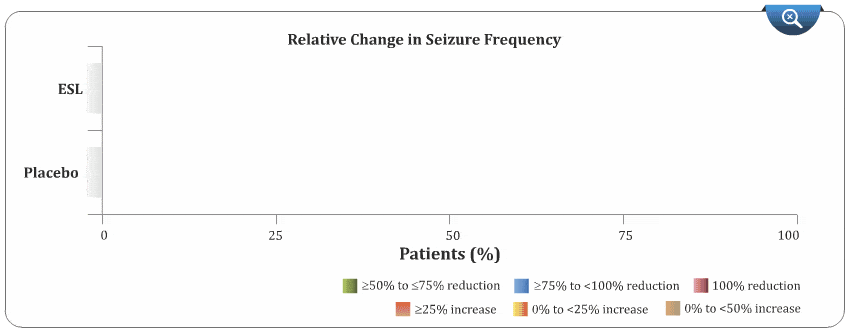 Relative Change in Seizure Frequency
ESL
Placebo
0 25 50 75 100
Patients (%)
≥50% to ≤75% reduction ≥75% to <100% reduction 100% reduction
≥25% increase 0% to <25% increase 0% to <50% increase